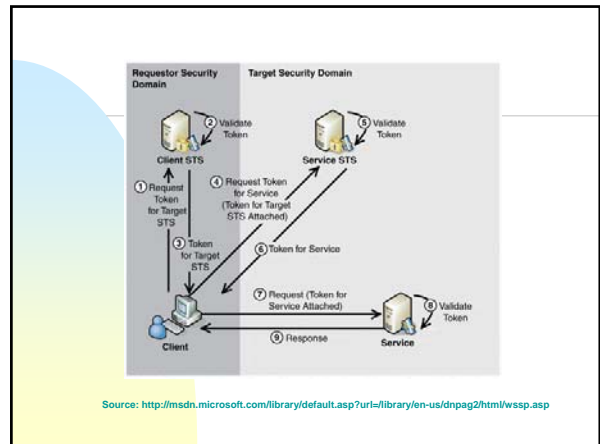 Requestor Security
Domain
Target Security Domain
2 Validate
Token
Client STS
5 Validate
Token
Service STS
1 Request
Token
for Target
STS
4 Request Token
for Service
(Token for Target
STS Attached)
3 Token
for Target
STS
6 Token for Service
7 Request (Token for
Service Attached)
8 Validate
Token
9 Response
Client
Service
Source: http://msdn.microsoft.com/library/default.asp?url=/library/en-us/dnpag2/html/wssp.asp